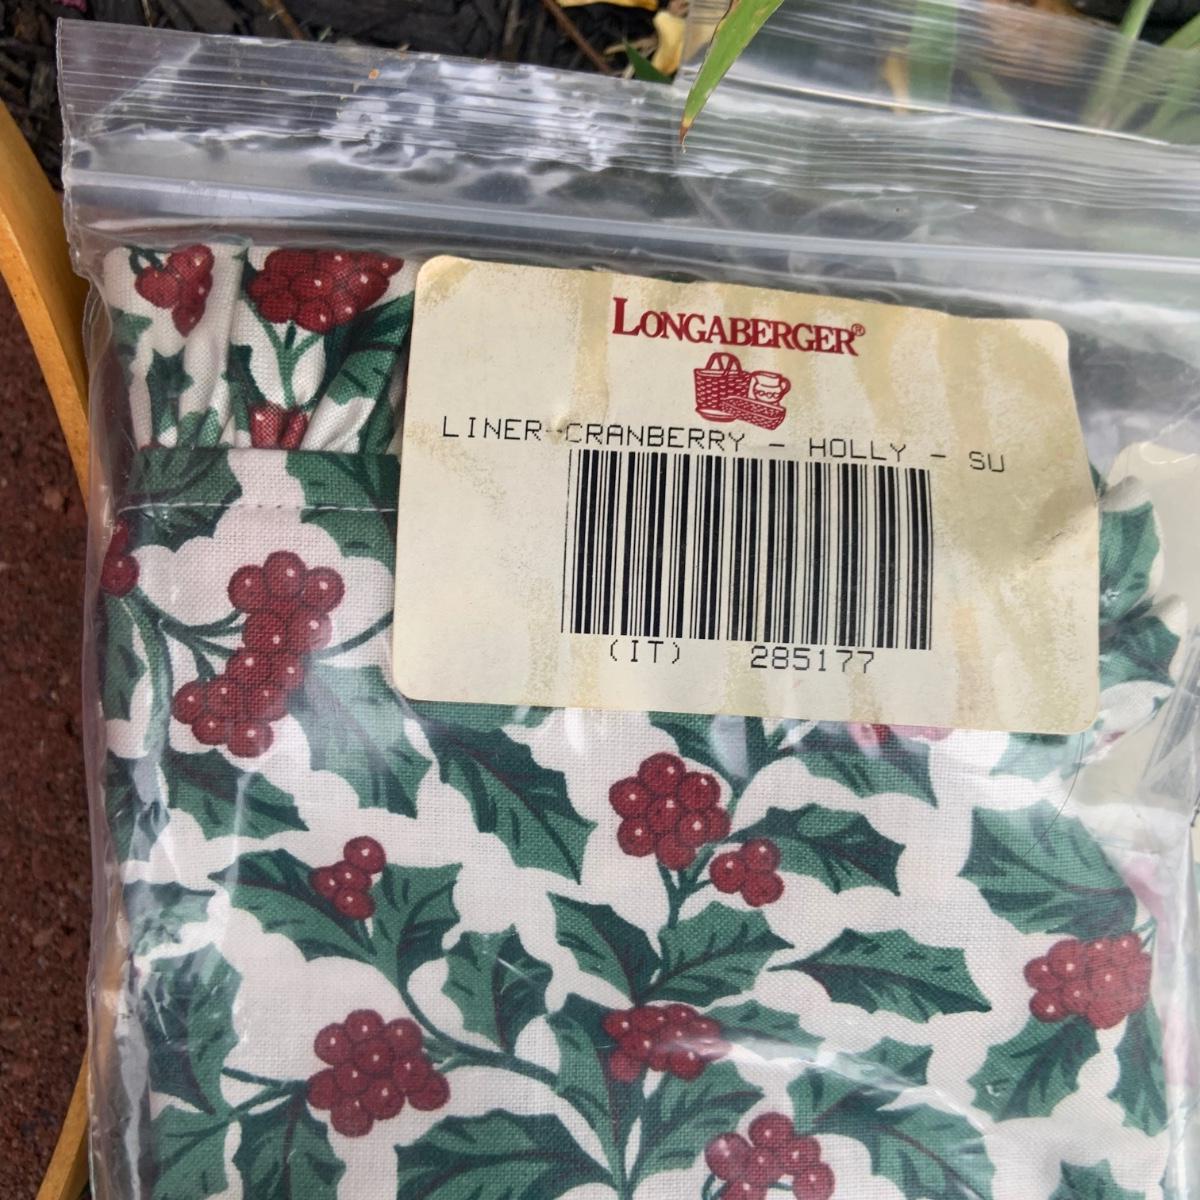 LONGABERGER®
LINER-CRANBERRY - HOLLY - SU
(IT) 285177